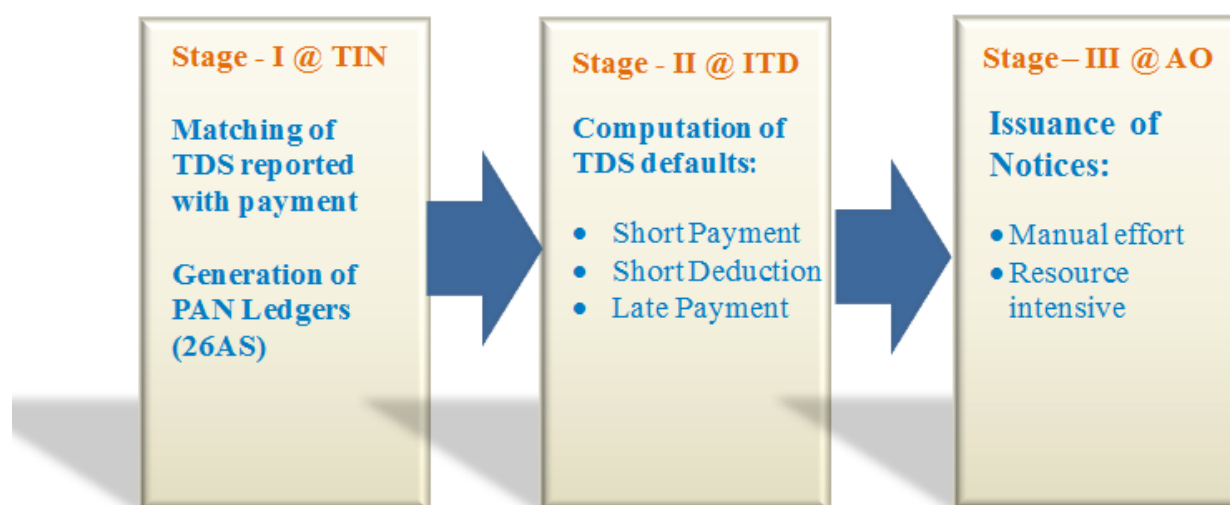 Stage - I @ TIN
Matching of
TDS reported
with payment
Generation of
PAN Ledgers
(26AS)
Stage - II @ ITD
Computation of
TDS defaults:
• Short Payment
• Short Deduction
• Late Payment
Stage– III @ AO
Issuance of
Notices:
• Manual effort
• Resource
intensive